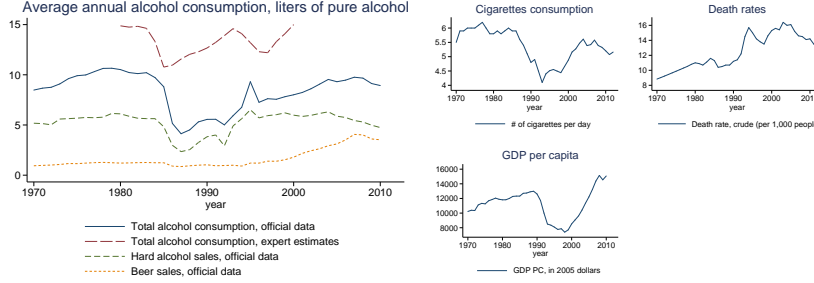 Average annual alcohol consumption, liters of pure alcohol
15
10
5
0
1970 1980 1990 2000 2010
year
Total alcohol consumption, official data
Total alcohol consumption, expert estimates
Hard alcohol sales, official data
Beer sales, official data
Cigarettes consumption
6
5.5
5
4.5
4
1970 1980 1990 2000 2010
year
# of cigarettes per day
Death rates
16
14
12
10
8
1970 1980 1990 2000 2010
year
Death rate, crude (per 1,000 peopl
GDP per capita
16000
14000
12000
10000
8000
1970 1980 1990 2000 2010
year
GDP PC, in 2005 dollars